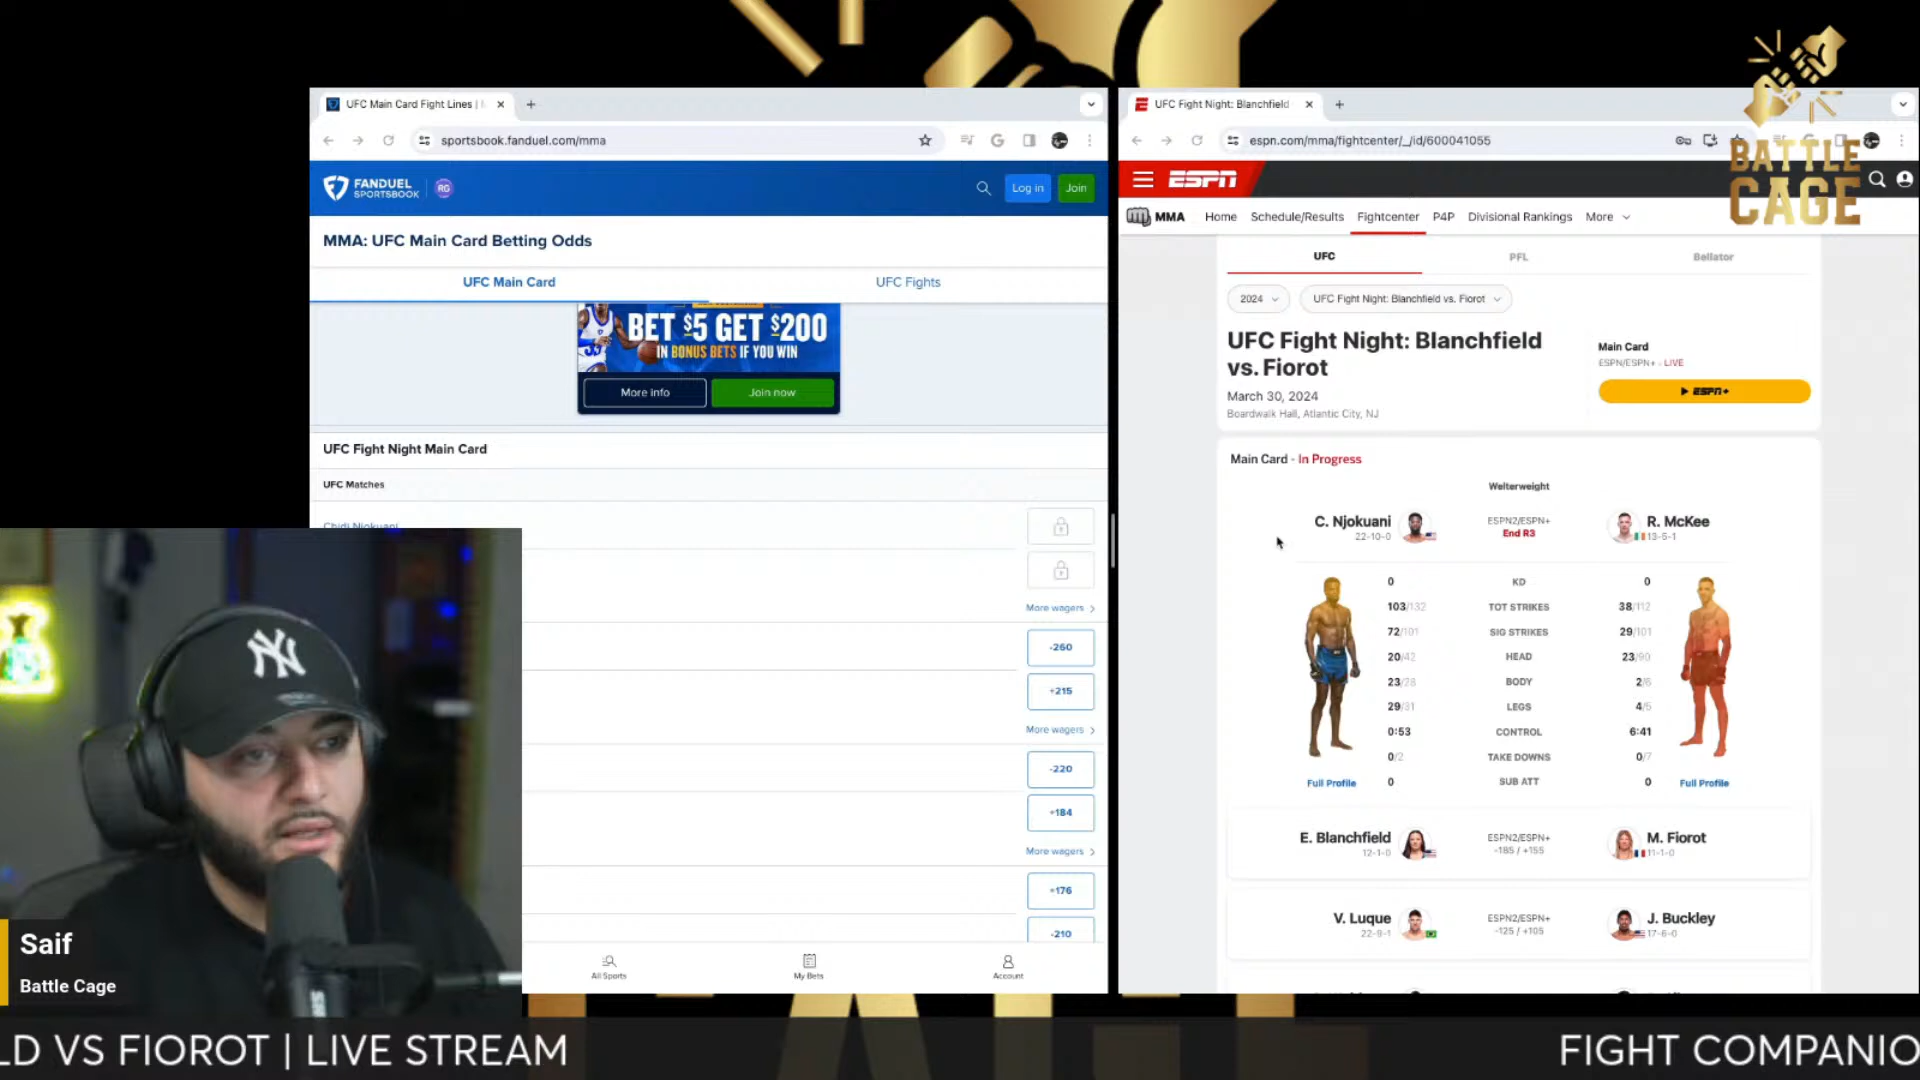 UFC Main Card Fight Lines |
sportsbook.fanduel.com/mma
FANDUEL
SPORTSBOOK
RG
Log in
Join
MMA: UFC Main Card Betting Odds
UFC Main Card
UFC Fights
BET $5 GET $200
IN BONUS BETS IF YOU WIN
More info
Join now
UFC Fight Night Main Card
UFC Matches
Chidi Njokuani
More wagers >
-260
+215
More wagers >
-220
+184
More wagers >
+176
-210
All Sports
My Bets
Account
UFC Fight Night: Blanchfield
espn.com/mma/fightcenter/_/id/600041055
BATTLE
CAGE
ESPN
MMA
Home
Schedule/Results
Fightcenter
P4P
Divisional Rankings
More
UFC
PFL
Bellator
2024
UFC Fight Night: Blanchfield vs. Fiorot
UFC Fight Night: Blanchfield
vs. Fiorot
March 30, 2024
Boardwalk Hall, Atlantic City, NJ
Main Card
ESPN/ESPN+ - LIVE
ESPN+
Main Card - In Progress
Welterweight
C. Njokuani
22-10-0
ESPN2/ESPN+
End R3
R. McKee
13-5-1
0 KD 0
103/132 TOT STRIKES 38/112
72/101 SIG STRIKES 29/101
20/42 HEAD 23/90
23/28 BODY 2/6
29/31 LEGS 4/5
0:53 CONTROL 6:41
0/2 TAKE DOWNS 0/7
0 SUB ATT 0
Full Profile
Full Profile
E. Blanchfield
12-1-0
ESPN2/ESPN+
-185 / +155
M. Fiorot
11-1-0
V. Luque
22-9-1
ESPN2/ESPN+
-125 / +105
J. Buckley
17-6-0
NY
Saif
Battle Cage
LD VS FIOROT | LIVE STREAM
FIGHT COMPANIO